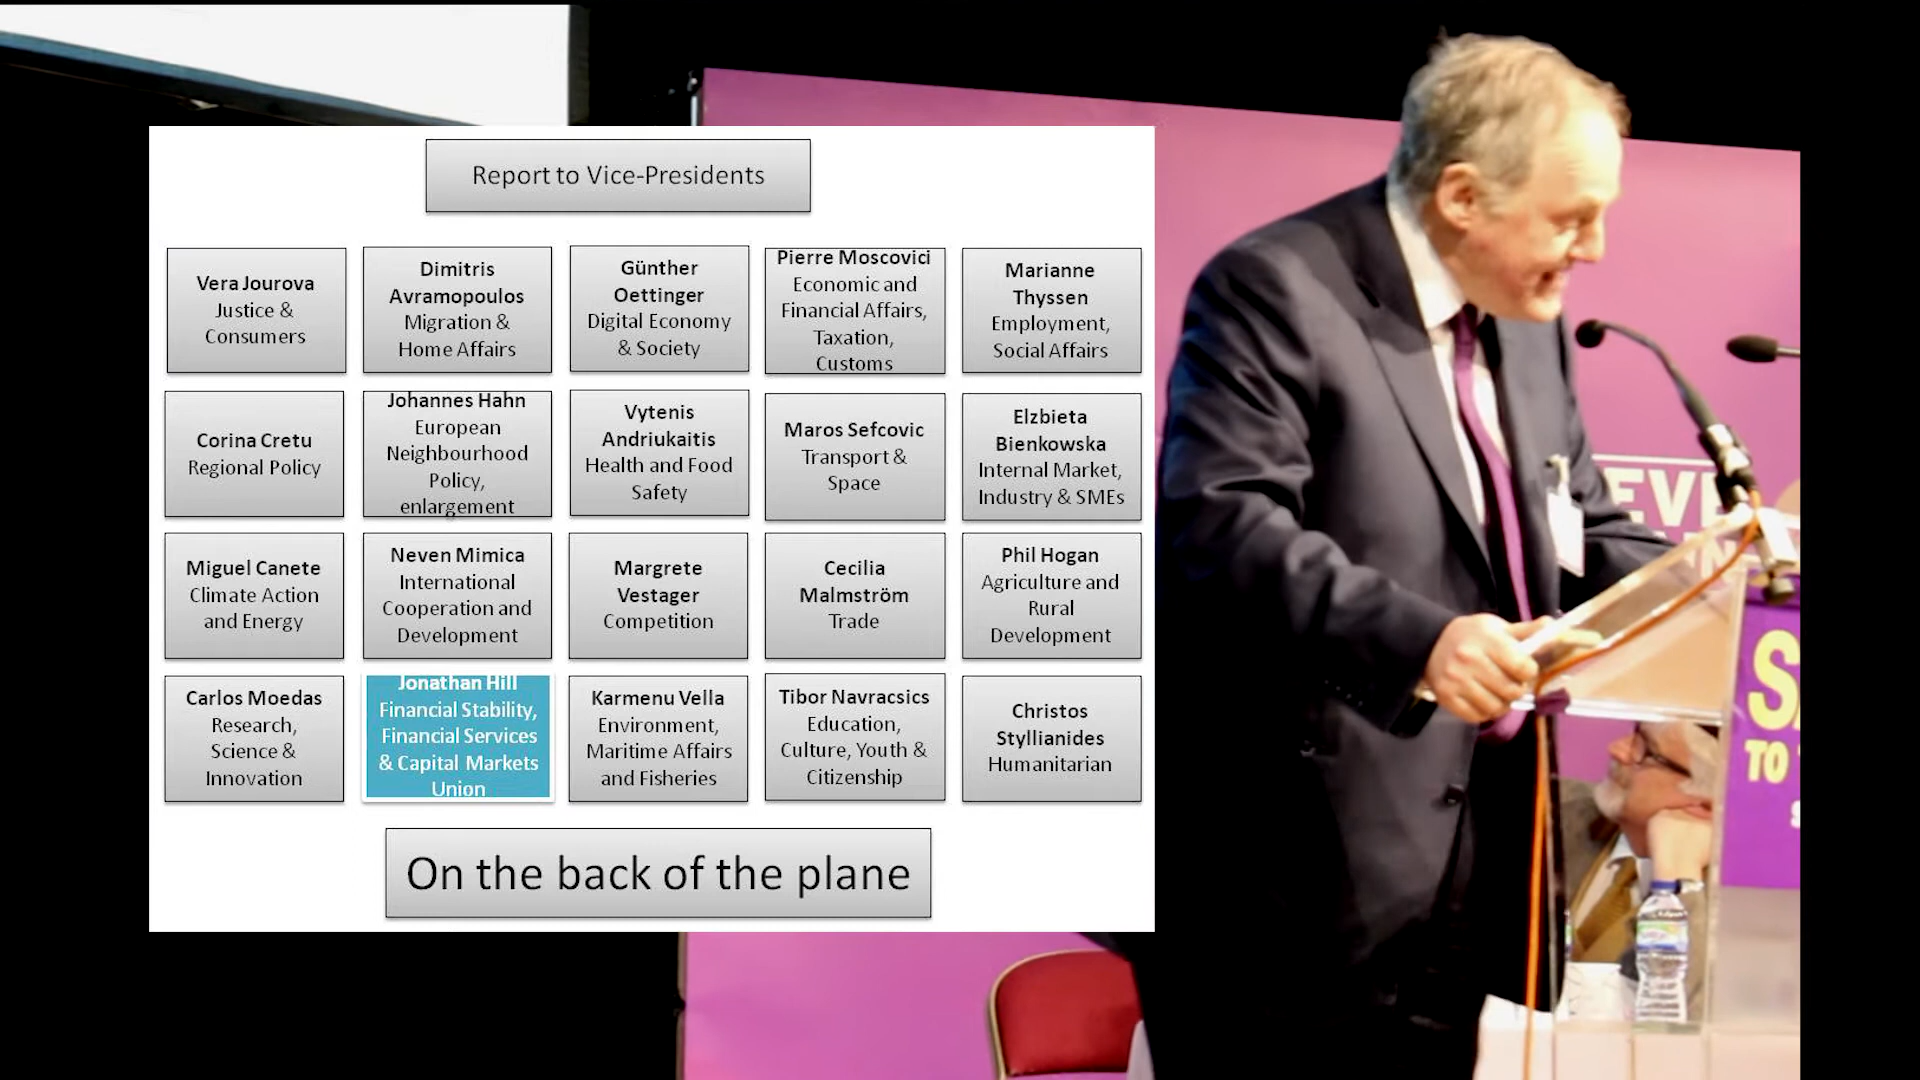 Report to Vice-Presidents
Vera Jourova
Justice &
Consumers
Dimitris
Avramopoulos
Migration &
Home Affairs
Günther
Oettinger
Digital Economy
& Society
Pierre Moscovici
Economic and
Financial Affairs,
Taxation,
Customs
Marianne
Thyssen
Employment,
Social Affairs
Corina Cretu
Regional Policy
Johannes Hahn
European
Neighbourhood
Policy,
enlargement
Vytenis
Andriukaitis
Health and Food
Safety
Maros Sefcovic
Transport &
Space
Elzbieta
Bienkowska
Internal Market,
Industry & SMEs
Miguel Canete
Climate Action
and Energy
Neven Mimica
International
Cooperation and
Development
Margrete
Vestager
Competition
Cecilia
Malmström
Trade
Phil Hogan
Agriculture and
Rural
Development
Carlos Moedas
Research,
Science &
Innovation
Jonathan Hill
Financial Stability,
Financial Services
& Capital Markets
Union
Karmenu Vella
Environment,
Maritime Affairs
and Fisheries
Tibor Navracsics
Education,
Culture, Youth &
Citizenship
Christos
Styllianides
Humanitarian
On the back of the plane
TO